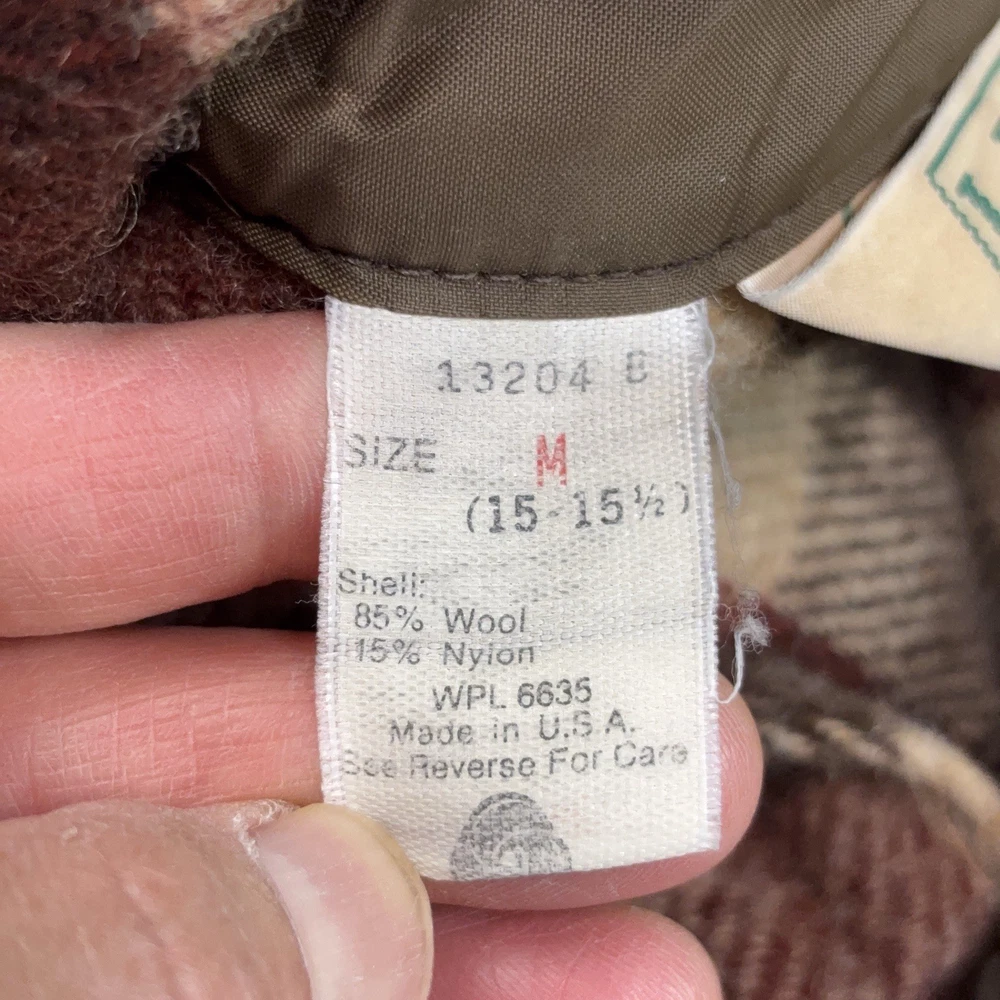 13204 B
SIZE M
(15-15½)
Shell:
85% Wool
15% Nylon
WPL 6635
Made in U.S.A.
See Reverse For Care